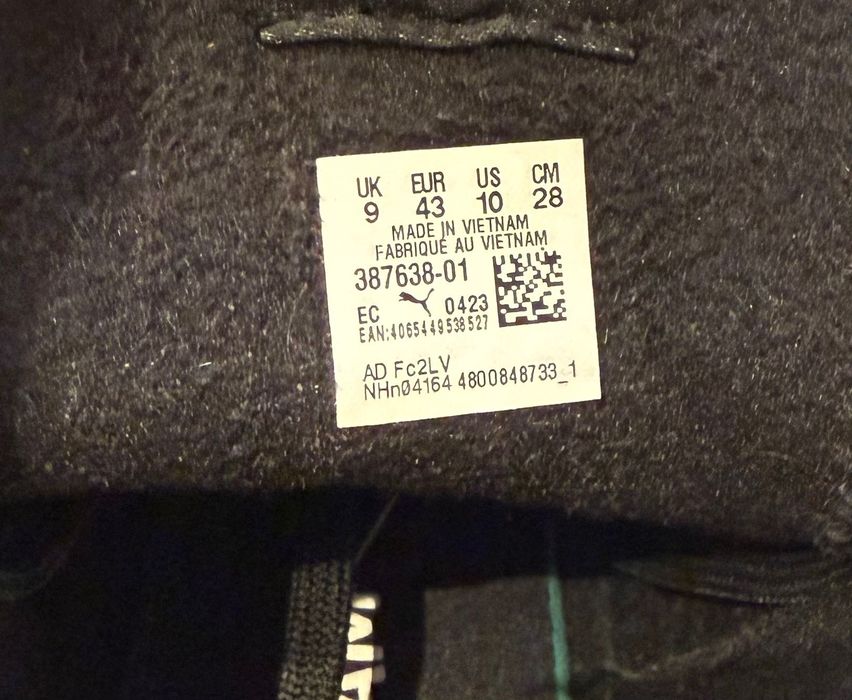 UK EUR US CM
9 43 10 28
MADE IN VIETNAM
FABRIQUÉ AU VIETNAM
387638-01
EC 0423
EAN:4065449538527
AD Fc2LV
NHn04164 4800848733_1